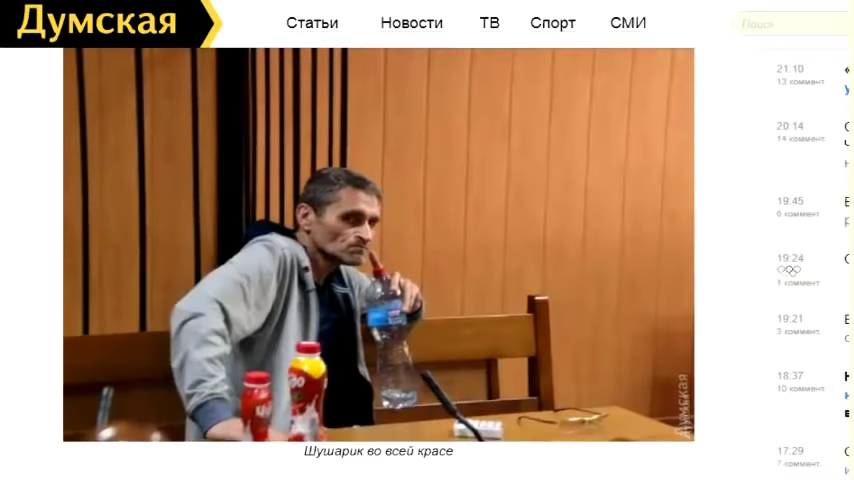 Думская
Статьи Новости ТВ Спорт СМИ
Поиск
21:10
13 коммент.
20:14
14 коммент.
19:45
6 коммент.
19:24
1 коммент.
19:21
3 коммент.
18:37
10 коммент.
17:29
7 коммент.
Думская
Шушарик во всей красе